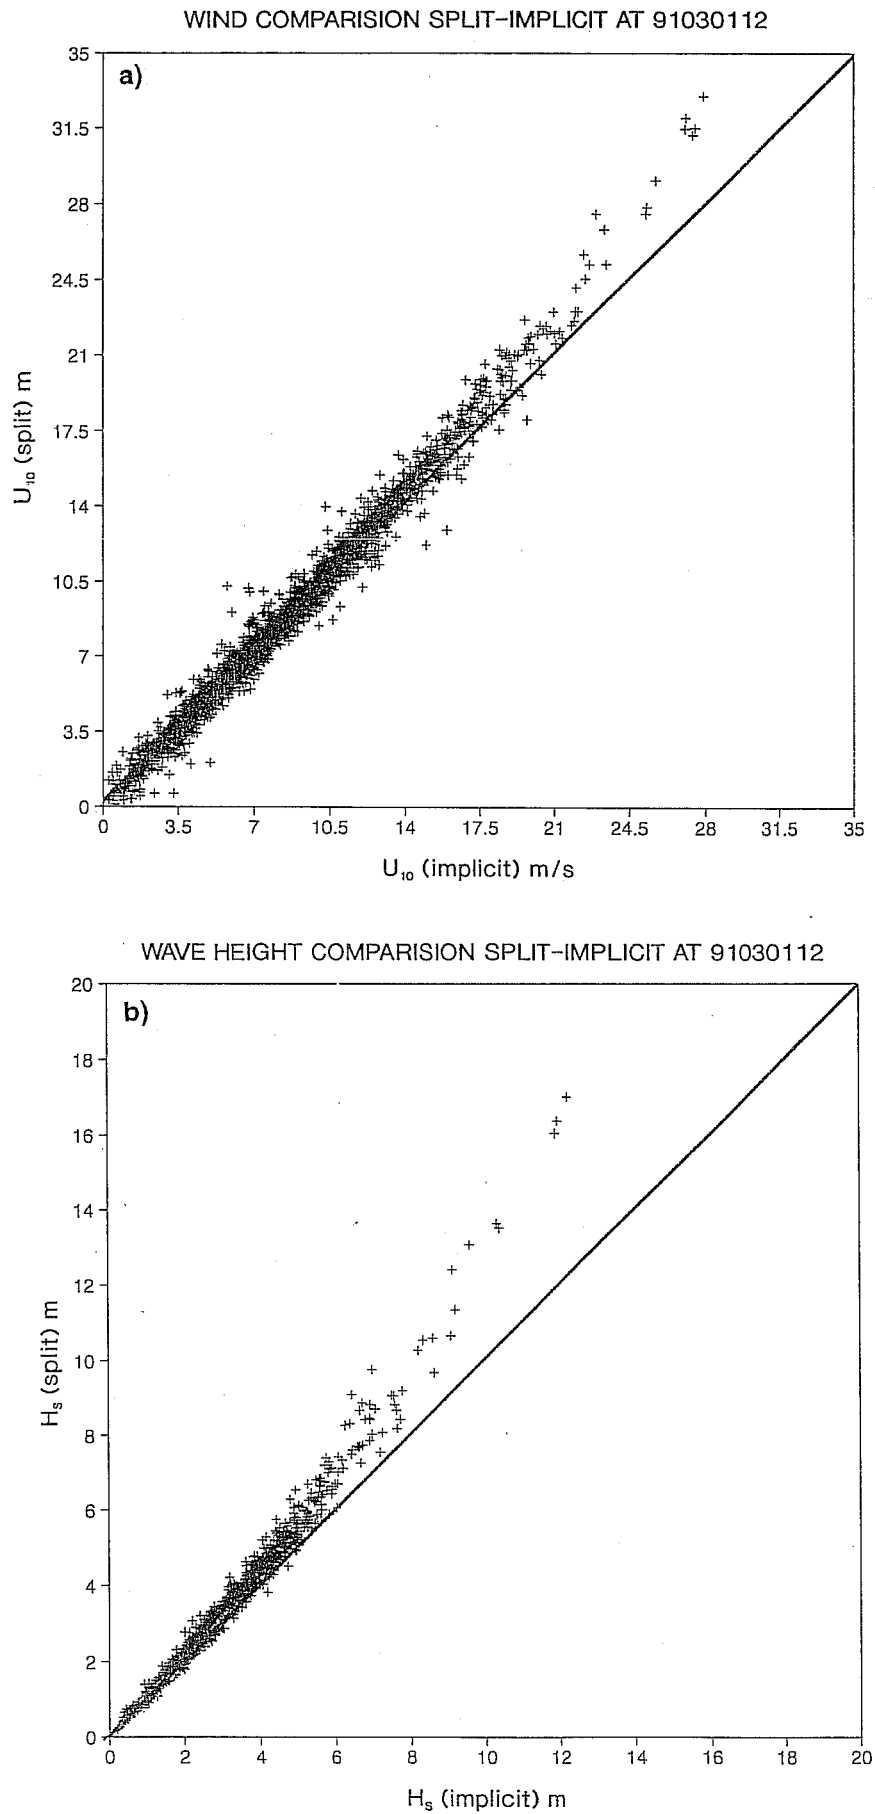 WIND COMPARISION SPLIT-IMPLICIT AT 91030112
a)
35
31.5
28
24.5
21
17.5
14
10.5
7
3.5
0
U₁₀ (split) m
0 3.5 7 10.5 14 17.5 21 24.5 28 31.5 35
U₁₀ (implicit) m/s
WAVE HEIGHT COMPARISION SPLIT-IMPLICIT AT 91030112
b)
20
18
16
14
12
10
8
6
4
2
0
Hₛ (split) m
0 2 4 6 8 10 12 14 16 18 20
Hₛ (implicit) m